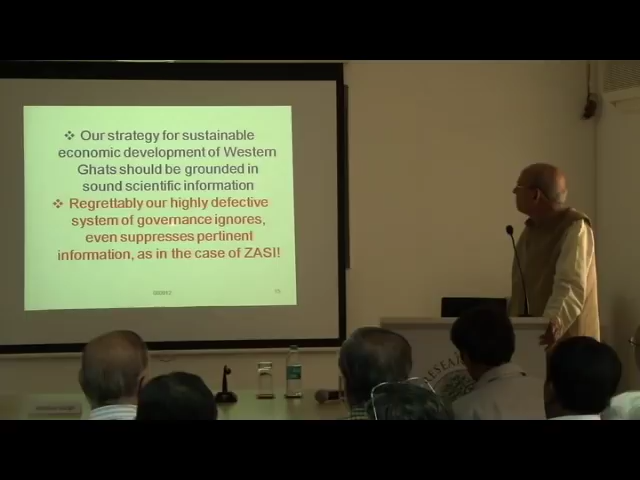 ❖ Our strategy for sustainable
economic development of Western
Ghats should be grounded in
sound scientific information
❖ Regrettably our highly defective
system of governance ignores,
even suppresses pertinent
information, as in the case of ZASI!